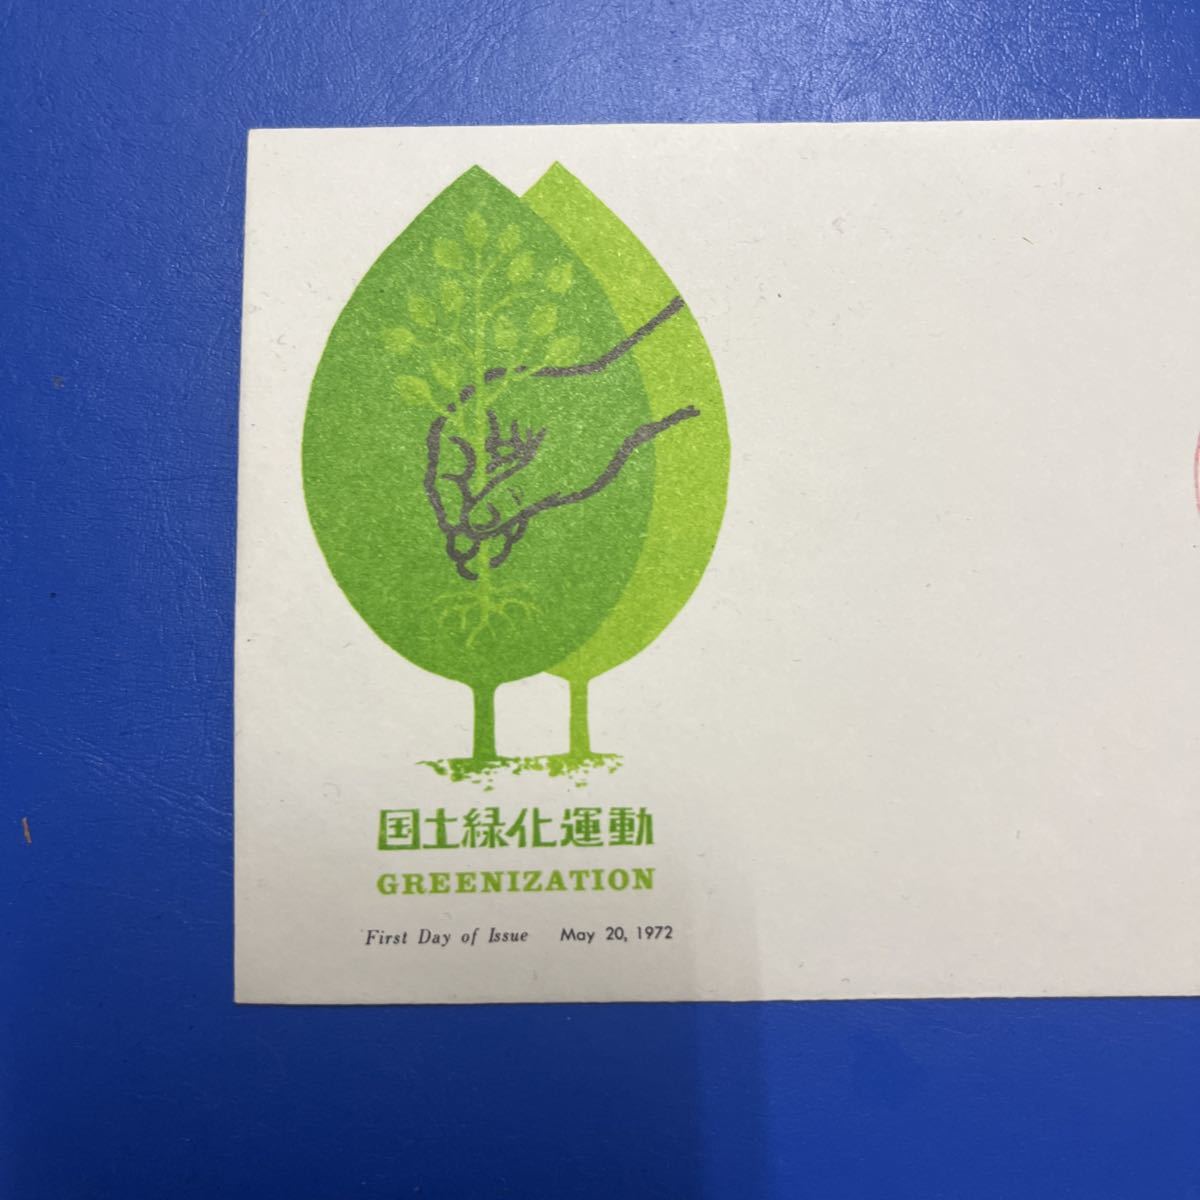 国土緑化運動
GREENIZATION
First Day of Issue May 20, 1972